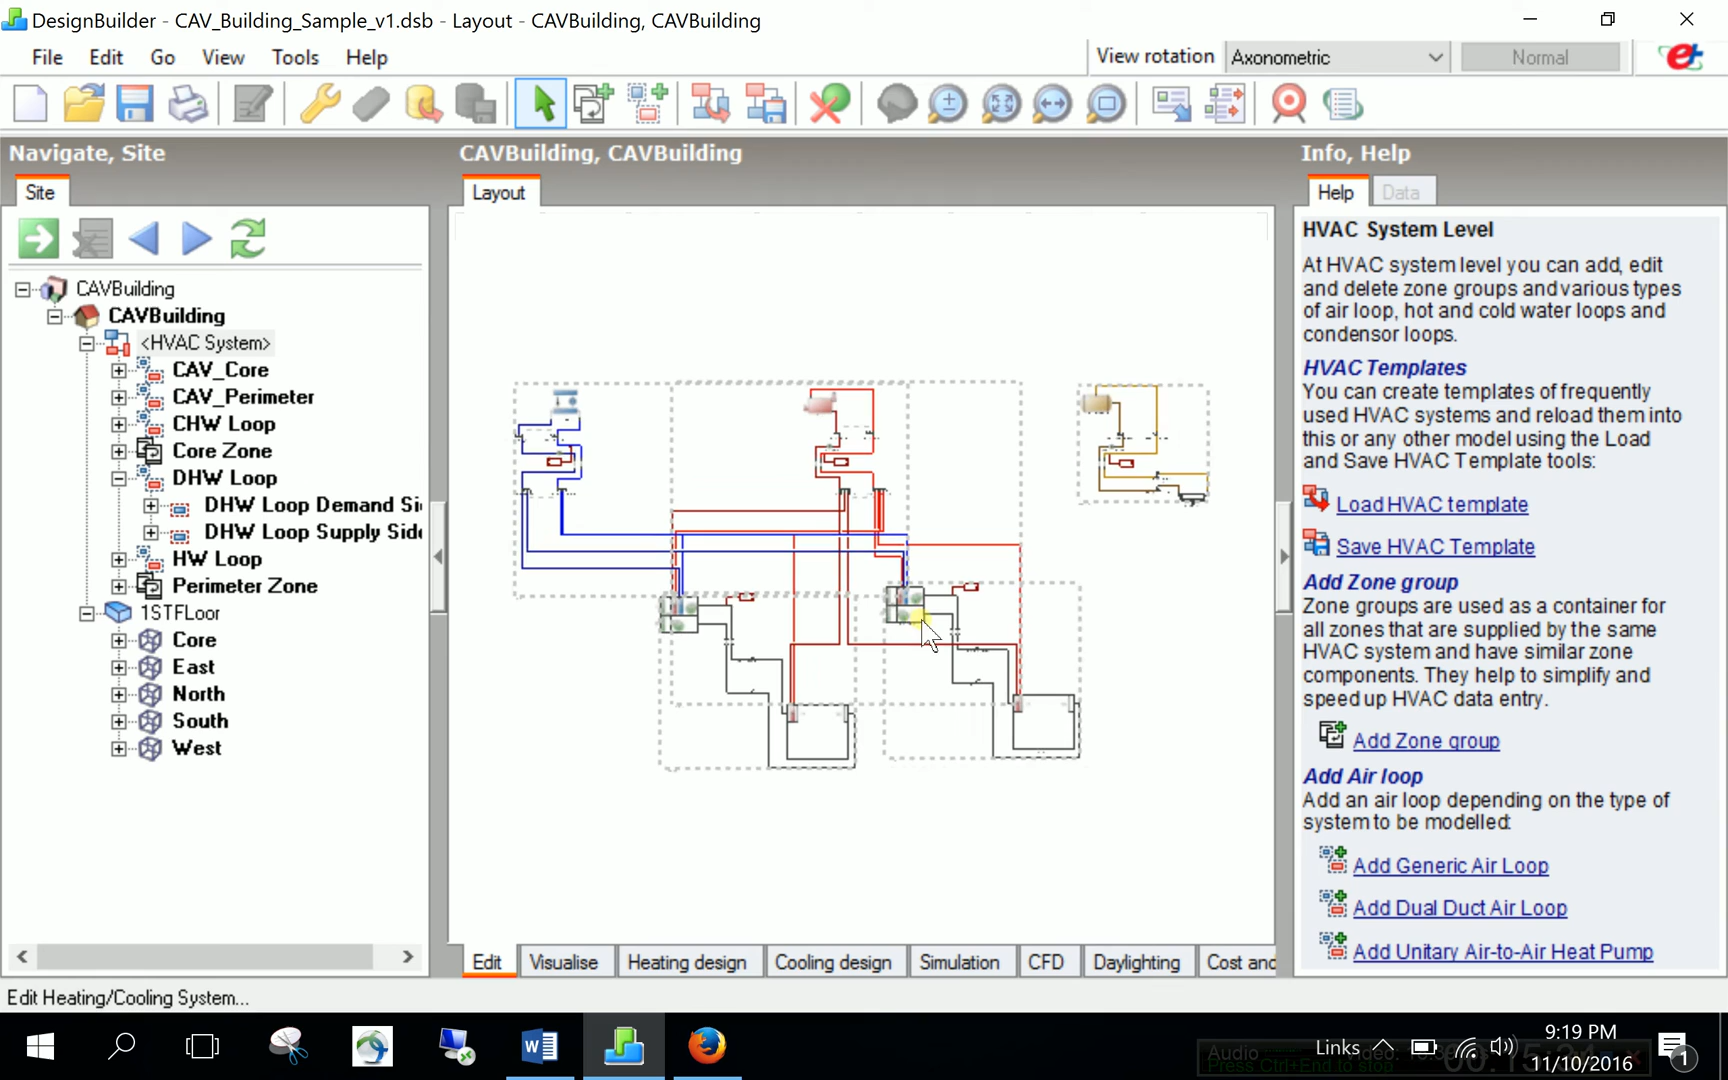 DesignBuilder - CAV_Building_Sample_v1.dsb - Layout - CAVBuilding, CAVBuilding
File Edit Go View Tools Help
View rotation Axonometric Normal
Navigate, Site
Site
CAVBuilding
CAVBuilding
<HVAC System>
CAV_Core
CAV_Perimeter
CHW Loop
Core Zone
DHW Loop
DHW Loop Demand Si
DHW Loop Supply Side
HW Loop
Perimeter Zone
1STFLoor
Core
East
North
South
West
CAVBuilding, CAVBuilding
Layout
Edit Visualise Heating design Cooling design Simulation CFD Daylighting Cost and
Info, Help
Help Data
HVAC System Level
At HVAC system level you can add, edit
and delete zone groups and various types
of air loop, hot and cold water loops and
condensor loops.
HVAC Templates
You can create templates of frequently
used HVAC systems and reload them into
this or any other model using the Load
and Save HVAC Template tools:
Load HVAC template
Save HVAC Template
Add Zone group
Zone groups are used as a container for
all zones that are supplied by the same
HVAC system and have similar zone
components. They help to simplify and
speed up HVAC data entry.
Add Zone group
Add Air loop
Add an air loop depending on the type of
system to be modelled:
Add Generic Air Loop
Add Dual Duct Air Loop
Add Unitary Air-to-Air Heat Pump
Edit Heating/Cooling System...
Links
9:19 PM
11/10/2016
1
Audio
Press Ctrl+End to stop